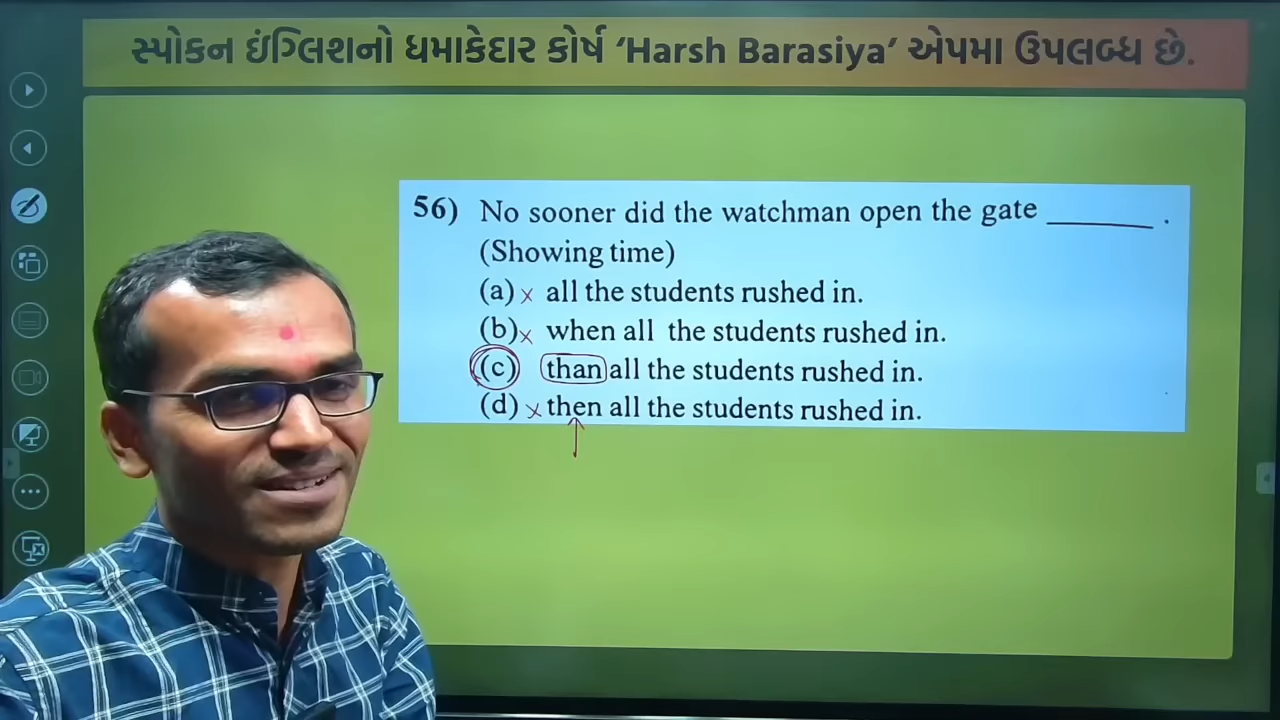 સ્પોકન ઇંગ્લિશનો ધમાકેદાર કોર્ષ ‘Harsh Barasiya’ એપમા ઉપલબ્ધ છે.
56) No sooner did the watchman open the gate ________ .
(Showing time)
(a) x all the students rushed in.
(b) x when all the students rushed in.
(c) than all the students rushed in.
(d) x then all the students rushed in.